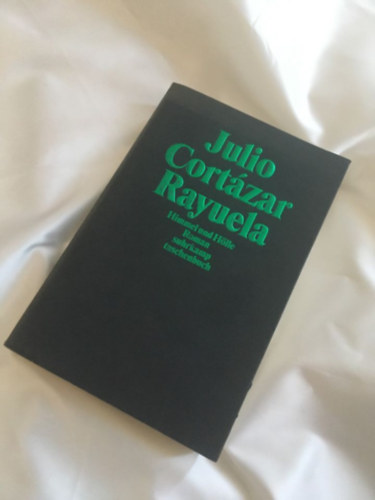 Julio
Cortázar
Rayuela
Himmel und Hölle
Roman
suhrkamp
taschenbuch